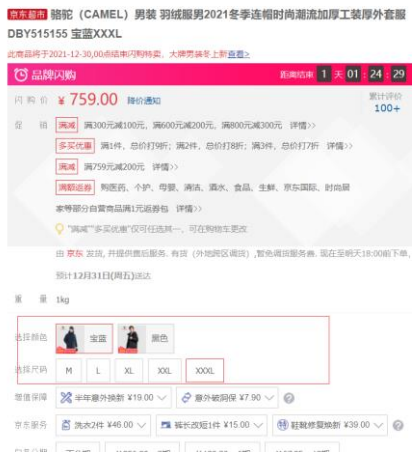 京东超市 骆驼（CAMEL）男装 羽绒服男2021冬季连帽时尚潮流加厚工装厚外套服
DBY515155 宝蓝XXXL
此商品将于2021-12-30,00点结束闪购特卖，大牌男装冬上新查看>
品牌闪购 距离结束 1 天 01 : 24 : 29
闪 购 价 ¥ 759.00 降价通知 累计评价
100+
促 销 满减 满300元减100元，满600元减200元，满800元减300元 详情>>
多买优惠 满1件，总价打9折；满2件，总价打8折；满3件，总价打7折 详情>>
满减 满759元减200元 详情>>
满额返券 购医药、个护、母婴、清洁、酒水、食品、生鲜、京东国际、时尚居
家等部分自营商品满1元返券包 详情>>
"满减""多买优惠"仅可任选其一，可在购物车更改
由 京东 发货，并提供售后服务. 有货（外地跨区调货）,暂免调货服务费. 现在至明天18:00前下单，
预计12月31日(周五)送达
重 量 1kg
选择颜色 宝蓝 黑色
选择尺码 M L XL XXL XXXL
增值保障 半年意外换新 ¥19.00 意外破洞保 ¥7.90
京东服务 洗衣2件 ¥46.00 裤长改短1件 ¥15.00 鞋靴修复焕新 ¥39.00